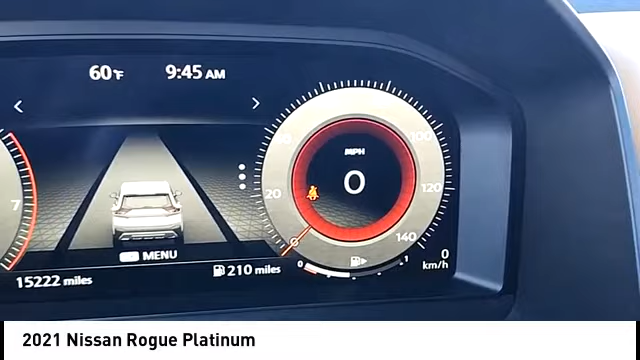 60°F 9:45 AM
MPH
100
20
0
120
7
140
MENU
0
1
0
km/h
15222 miles
210 miles
2021 Nissan Rogue Platinum